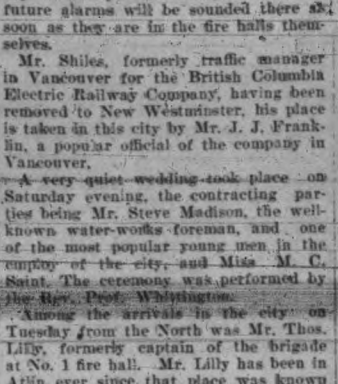 future alarms will be sounded there as
soon as they are in the fire halls them-
selves.
Mr. Shiles, formerly traffic manager
in Vancouver for the British Columbia
Electric Railway Company, having been
removed to New Westminster, his place
is taken in this city by Mr. J. J. Frank-
lin, a popular official of the company in
Vancouver.
A very quiet wedding took place on
Saturday evening, the contracting par-
ties being Mr. Steve Madison, the well-
known water-works foreman, and one
of the most popular young men in the
employ of the city, and Miss M. C.
Saint. The ceremony was performed by
the Rev. Prof. Whittington.
Among the arrivals in the city on
Tuesday from the North was Mr. Thos.
Lilly, formerly captain of the brigade
at No. 1 fire hall. Mr. Lilly has been in
Atlin ever since that place was known